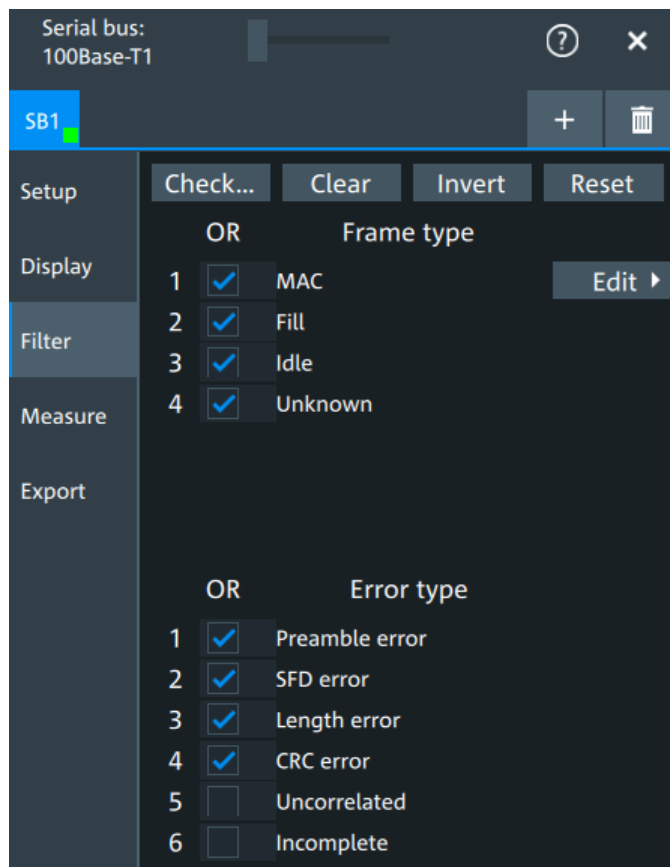 Serial bus:
100Base-T1
?
SB1
+
Setup
Display
Filter
Measure
Export
Check... Clear Invert Reset
OR Frame type
1 MAC Edit
2 Fill
3 Idle
4 Unknown
OR Error type
1 Preamble error
2 SFD error
3 Length error
4 CRC error
5 Uncorrelated
6 Incomplete